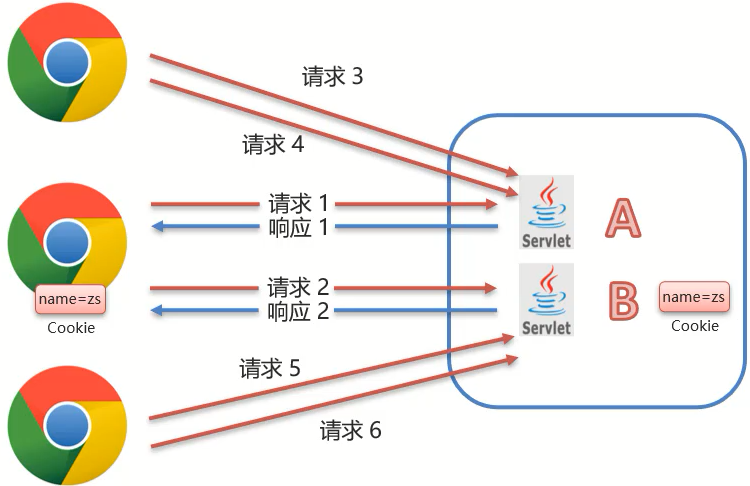 请求 3
请求 4
请求 1
响应 1
Servlet
A
请求 2
响应 2
Servlet
B
name=zs
Cookie
name=zs
Cookie
请求 5
请求 6